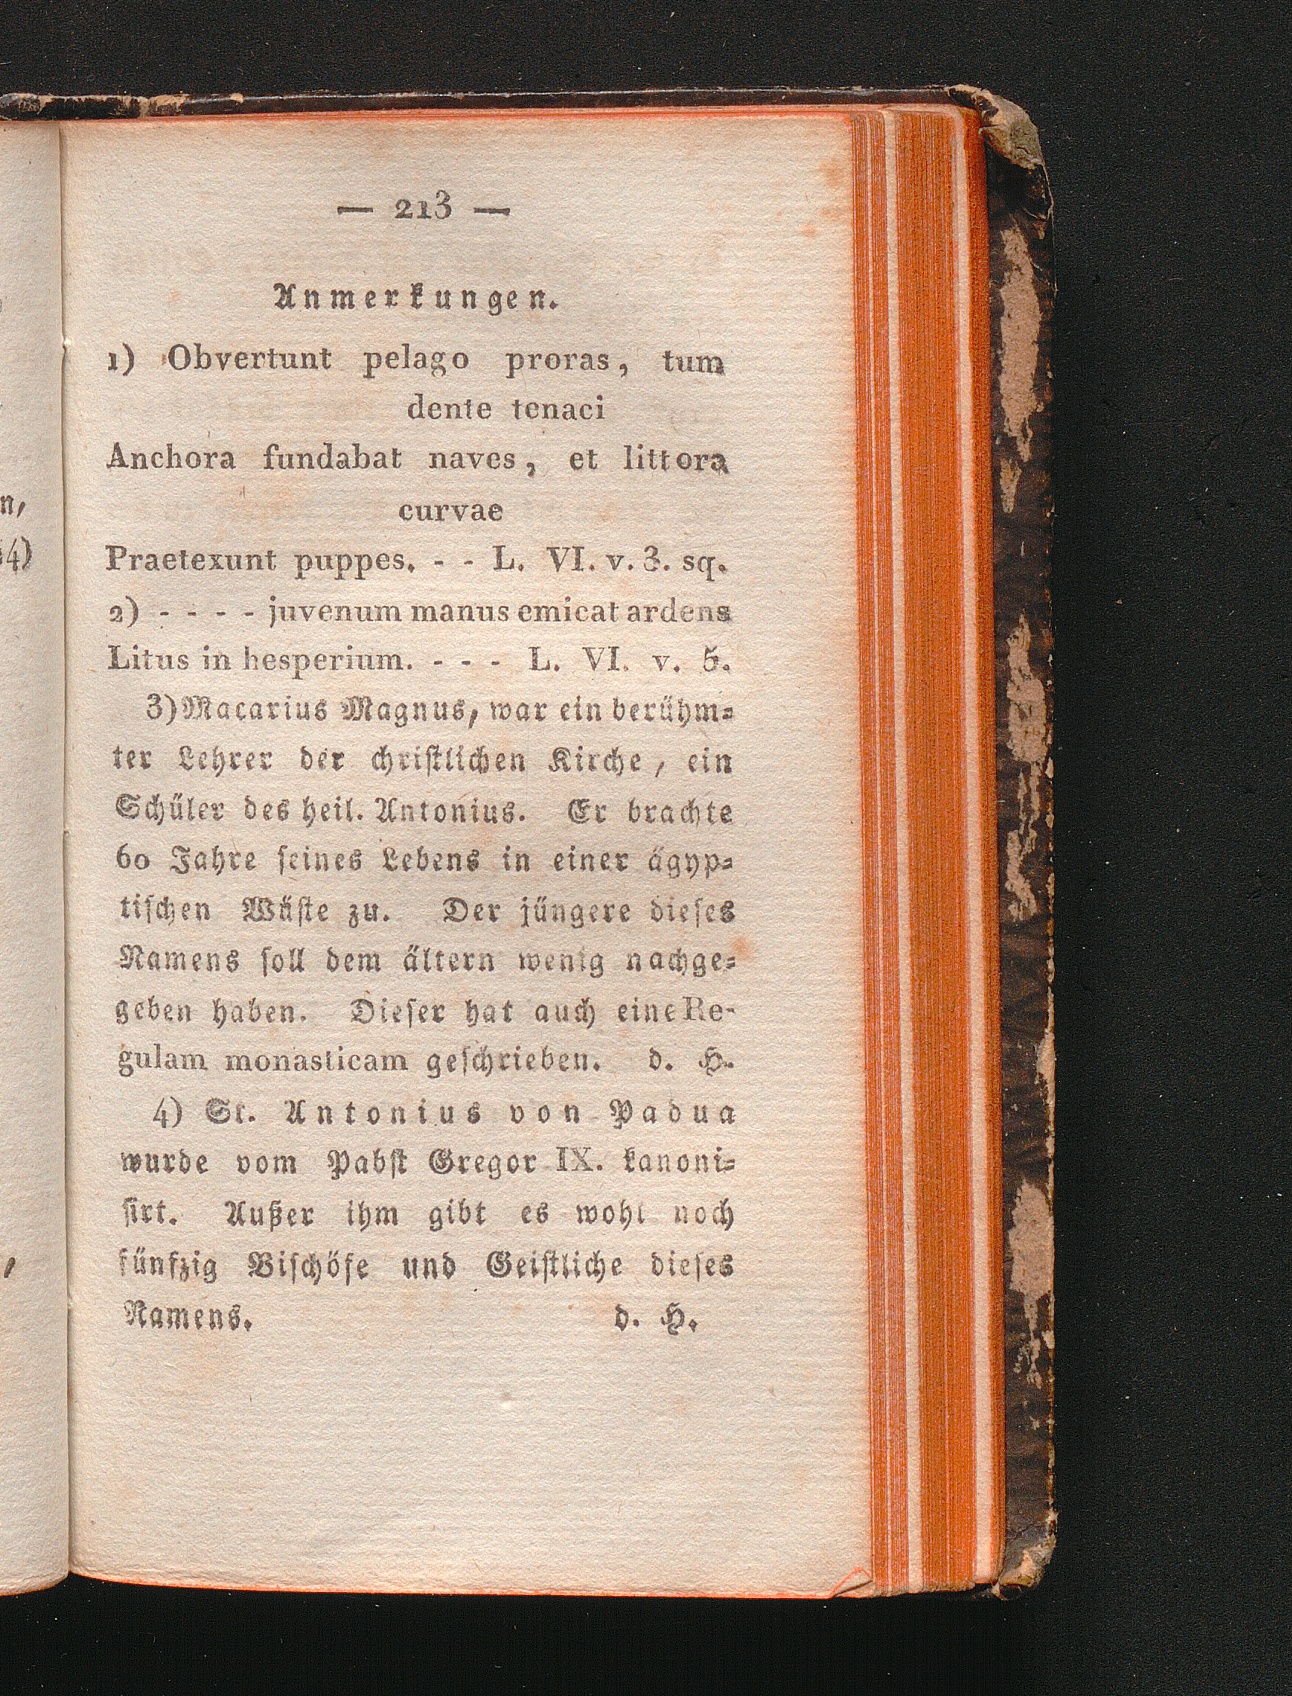 — 213 —
Anmerkungen.
1) Obvertunt pelago proras, tum
dente tenaci
Anchora fundabat naves, et littora
curvae
Praetexunt puppes. - - L. VI. v. 3. sq.
2) - - - - juvenum manus emicat ardens
Litus in hesperium. - - - L. VI. v. 5.
3) Macarius Magnus, war ein berühm-
ter Lehrer der chriſtlichen Kirche, ein
Schüler des heil. Antonius. Er brachte
60 Jahre ſeines Lebens in einer ägyp-
tiſchen Wüſte zu. Der jüngere dieſes
Namens ſoll dem ältern wenig nachge-
geben haben. Dieſer hat auch eine Re-
gulam monasticam geſchrieben. d. H.
4) St. Antonius von Padua
wurde vom Pabſt Gregor IX. kanoni-
ſirt. Außer ihm gibt es wohl noch
fünfzig Biſchöfe und Geiſtliche dieſes
Namens. d. H.
n,
4)